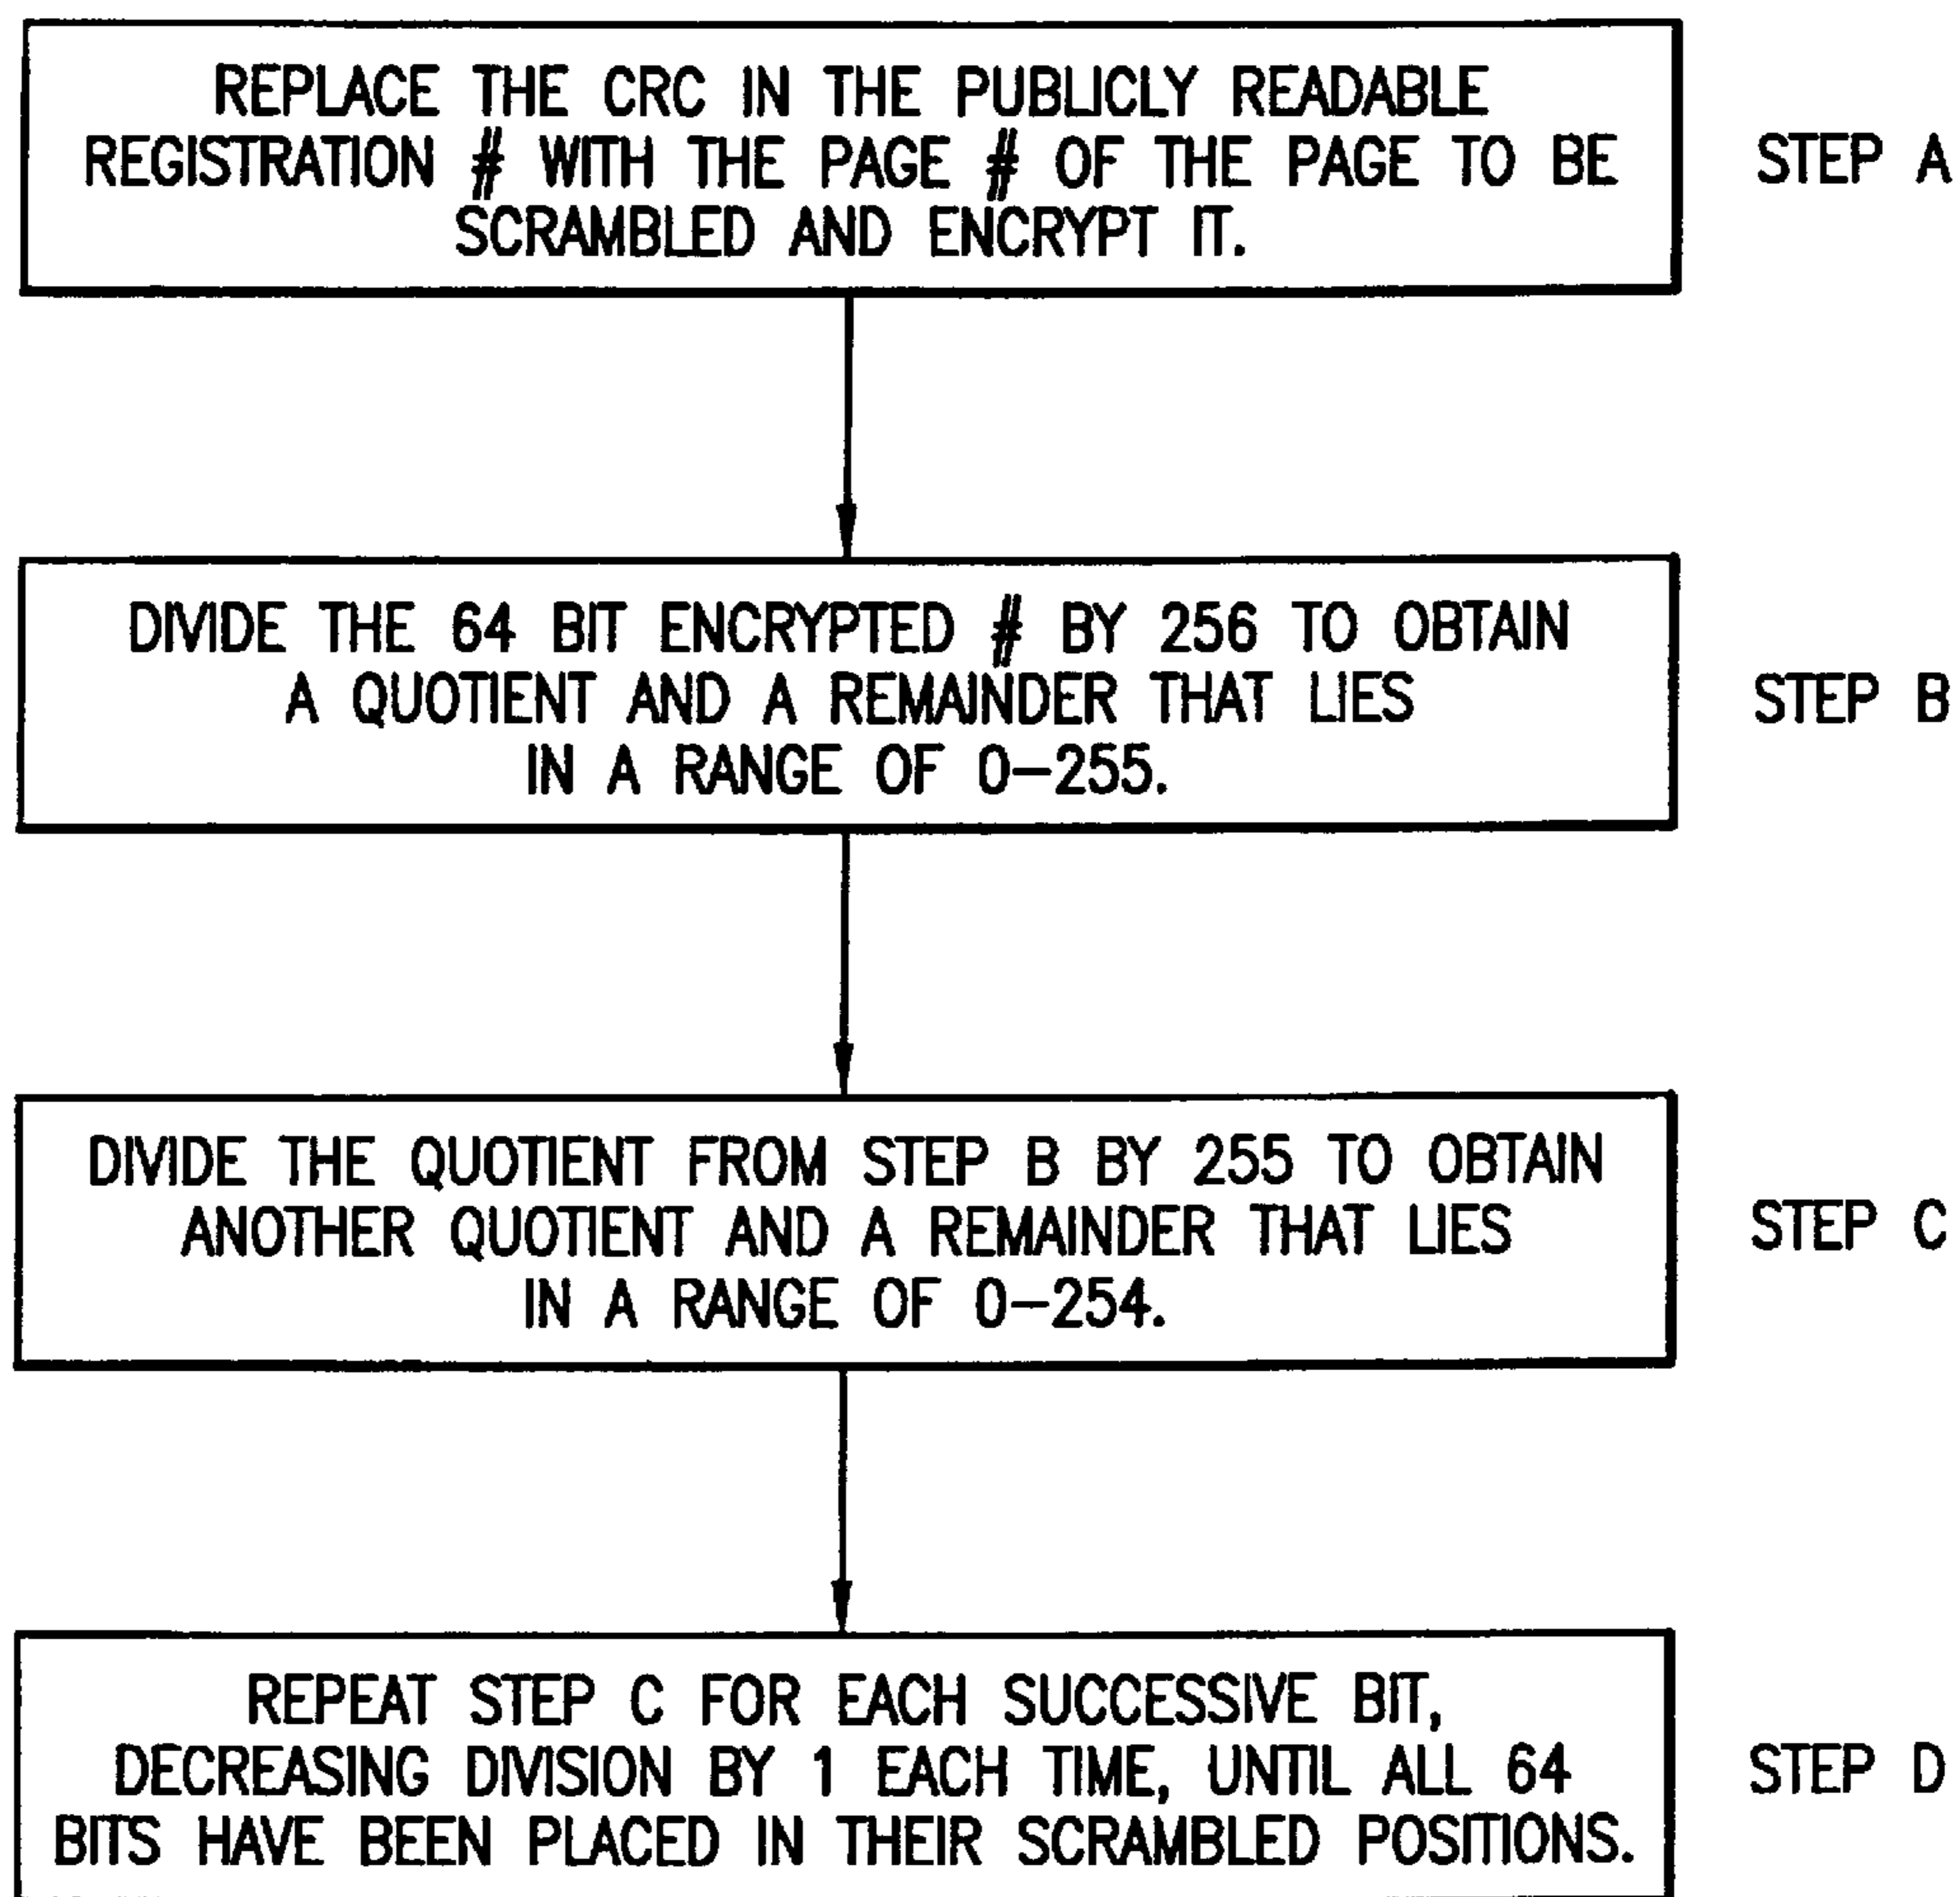 REPLACE THE CRC IN THE PUBLICLY READABLE
REGISTRATION # WITH THE PAGE # OF THE PAGE TO BE
SCRAMBLED AND ENCRYPT IT.
STEP A
DIVIDE THE 64 BIT ENCRYPTED # BY 256 TO OBTAIN
A QUOTIENT AND A REMAINDER THAT LIES
IN A RANGE OF 0-255.
STEP B
DIVIDE THE QUOTIENT FROM STEP B BY 255 TO OBTAIN
ANOTHER QUOTIENT AND A REMAINDER THAT LIES
IN A RANGE OF 0-254.
STEP C
REPEAT STEP C FOR EACH SUCCESSIVE BIT,
DECREASING DIVISION BY 1 EACH TIME, UNTIL ALL 64
BITS HAVE BEEN PLACED IN THEIR SCRAMBLED POSITIONS.
STEP D